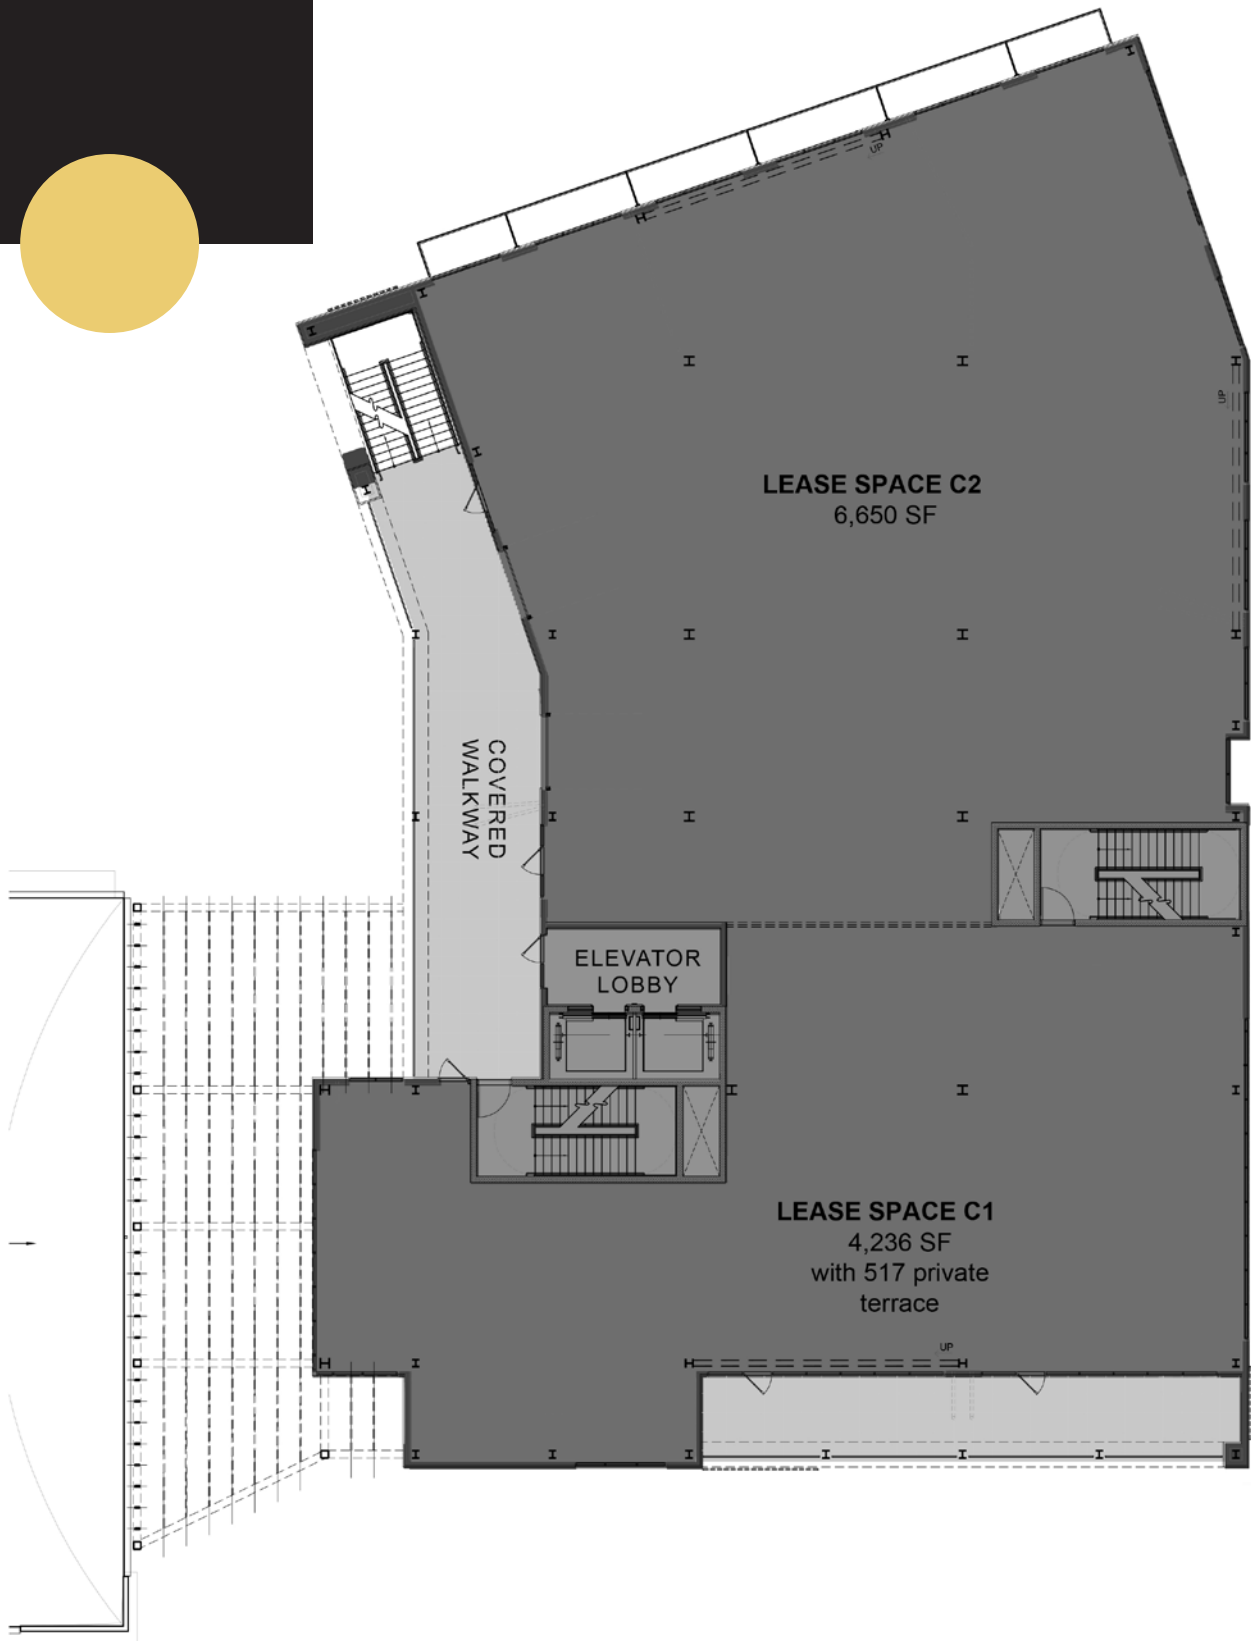 UP
UP
LEASE SPACE C2
6,650 SF
COVERED
WALKWAY
ELEVATOR
LOBBY
LEASE SPACE C1
4,236 SF
with 517 private
terrace
UP